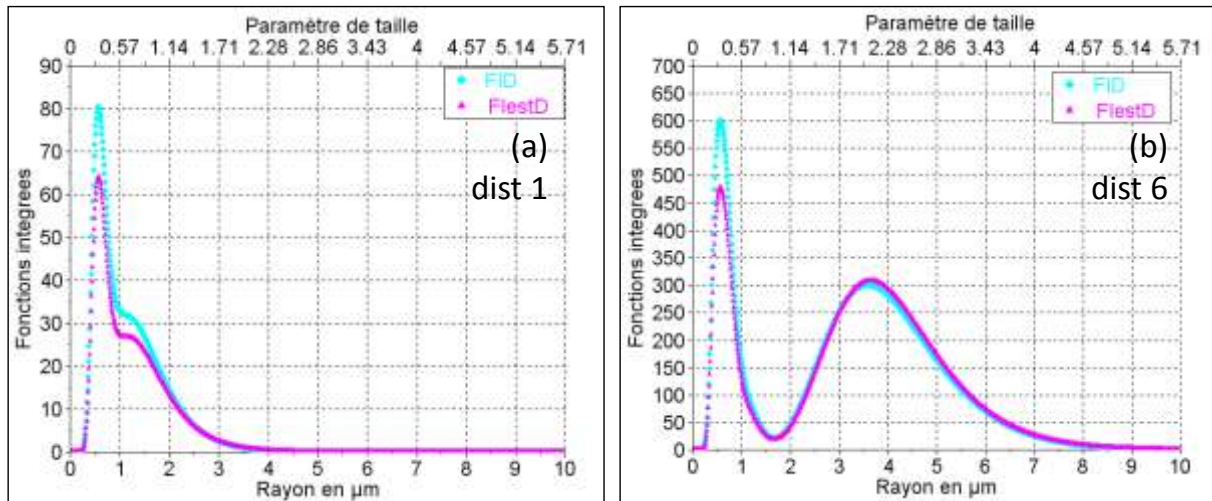 Paramètre de taille
0 0.57 1.14 1.71 2.28 2.86 3.43 4 4.57 5.14 5.71
90
80
70
60
50
40
30
20
10
0
Fonctions integrees
FID
FIestD
(a)
dist 1
0 1 2 3 4 5 6 7 8 9 10
Rayon en µm
Paramètre de taille
0 0.57 1.14 1.71 2.28 2.86 3.43 4 4.57 5.14 5.71
700
650
600
550
500
450
400
350
300
250
200
150
100
50
0
Fonctions integrees
FID
FIestD
(b)
dist 6
0 1 2 3 4 5 6 7 8 9 10
Rayon en µm